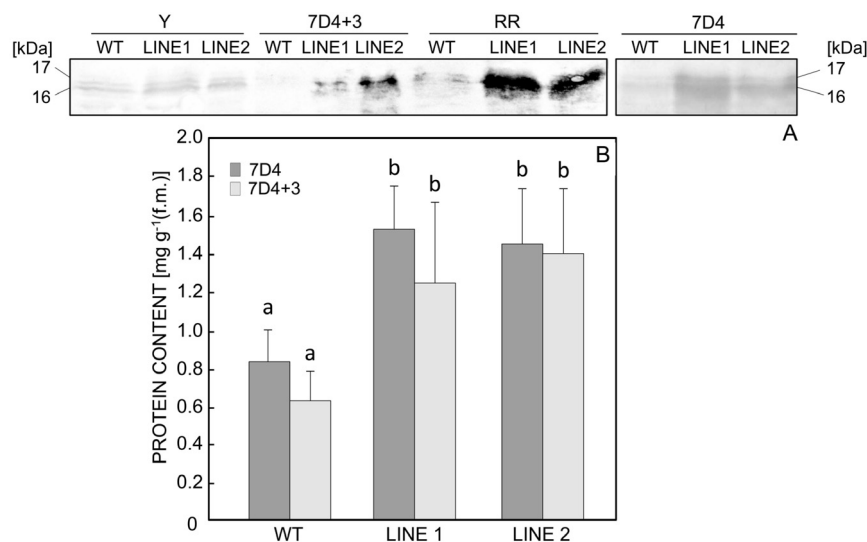 Y 7D4+3 RR 7D4
[kDa] WT LINE1 LINE2 WT LINE1 LINE2 WT LINE1 LINE2 WT LINE1 LINE2 [kDa]
17 17
16 16
A
B
PROTEIN CONTENT [mg g⁻¹(f.m.)]
2.0
1.8
1.6
1.4
1.2
1.0
0.8
0.6
0.4
0.2
0
7D4
7D4+3
a a b b b b
WT LINE 1 LINE 2